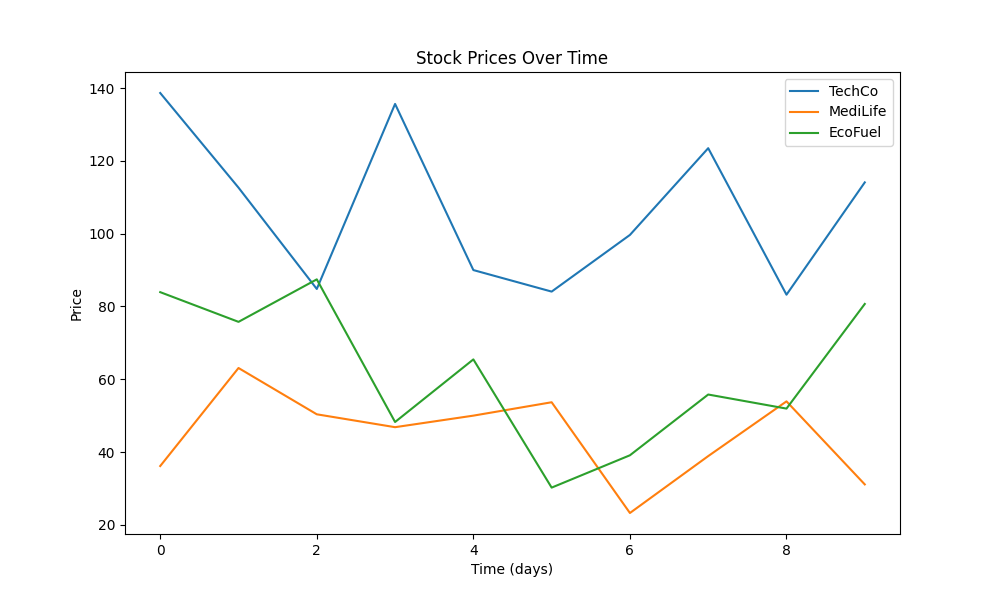 Stock Prices Over Time
TechCo
MediLife
EcoFuel
Price
140
120
100
80
60
40
20
0 2 4 6 8
Time (days)